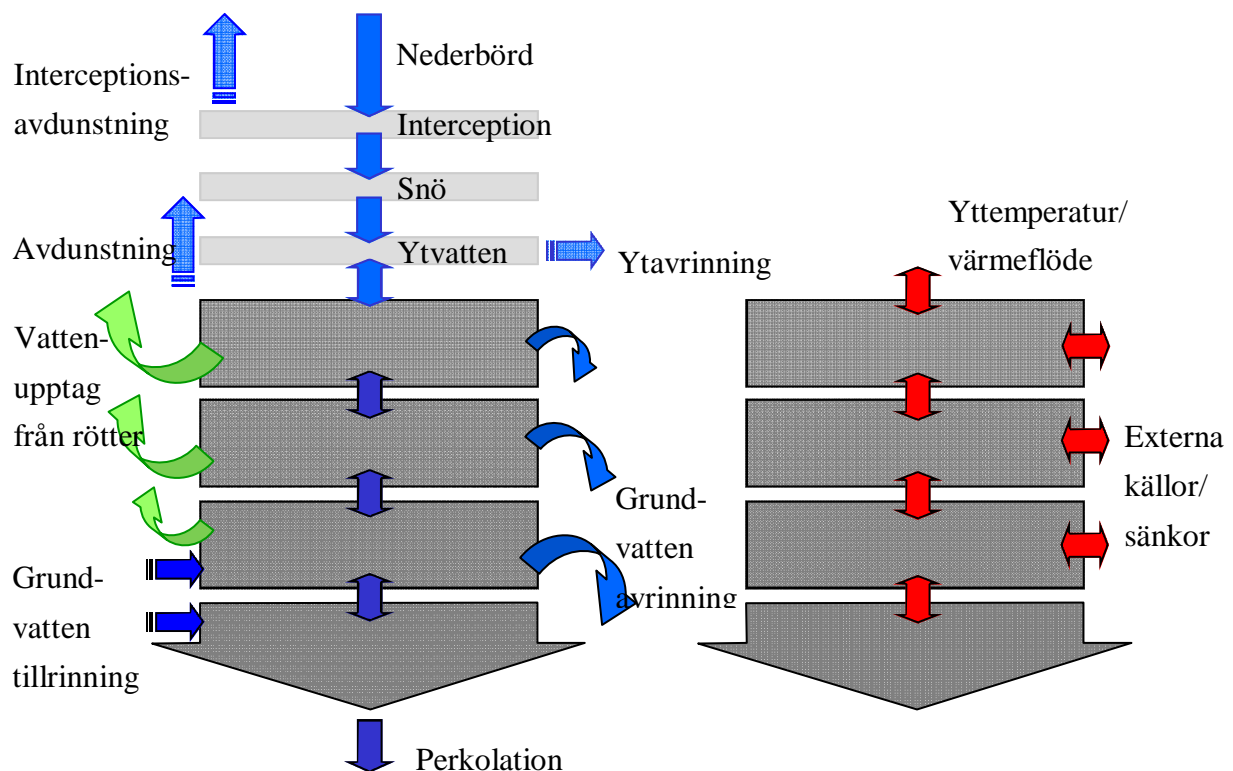 Nederbörd
Interceptions-
avdunstning
Interception
Snö
Avdunstning
Ytvatten
Ytavrinning
Yttemperatur/
värmeflöde
Vatten-
upptag
från rötter
Grund-
vatten
avrinning
Externa
källor/
sänkor
Grund-
vatten
tillrinning
Perkolation